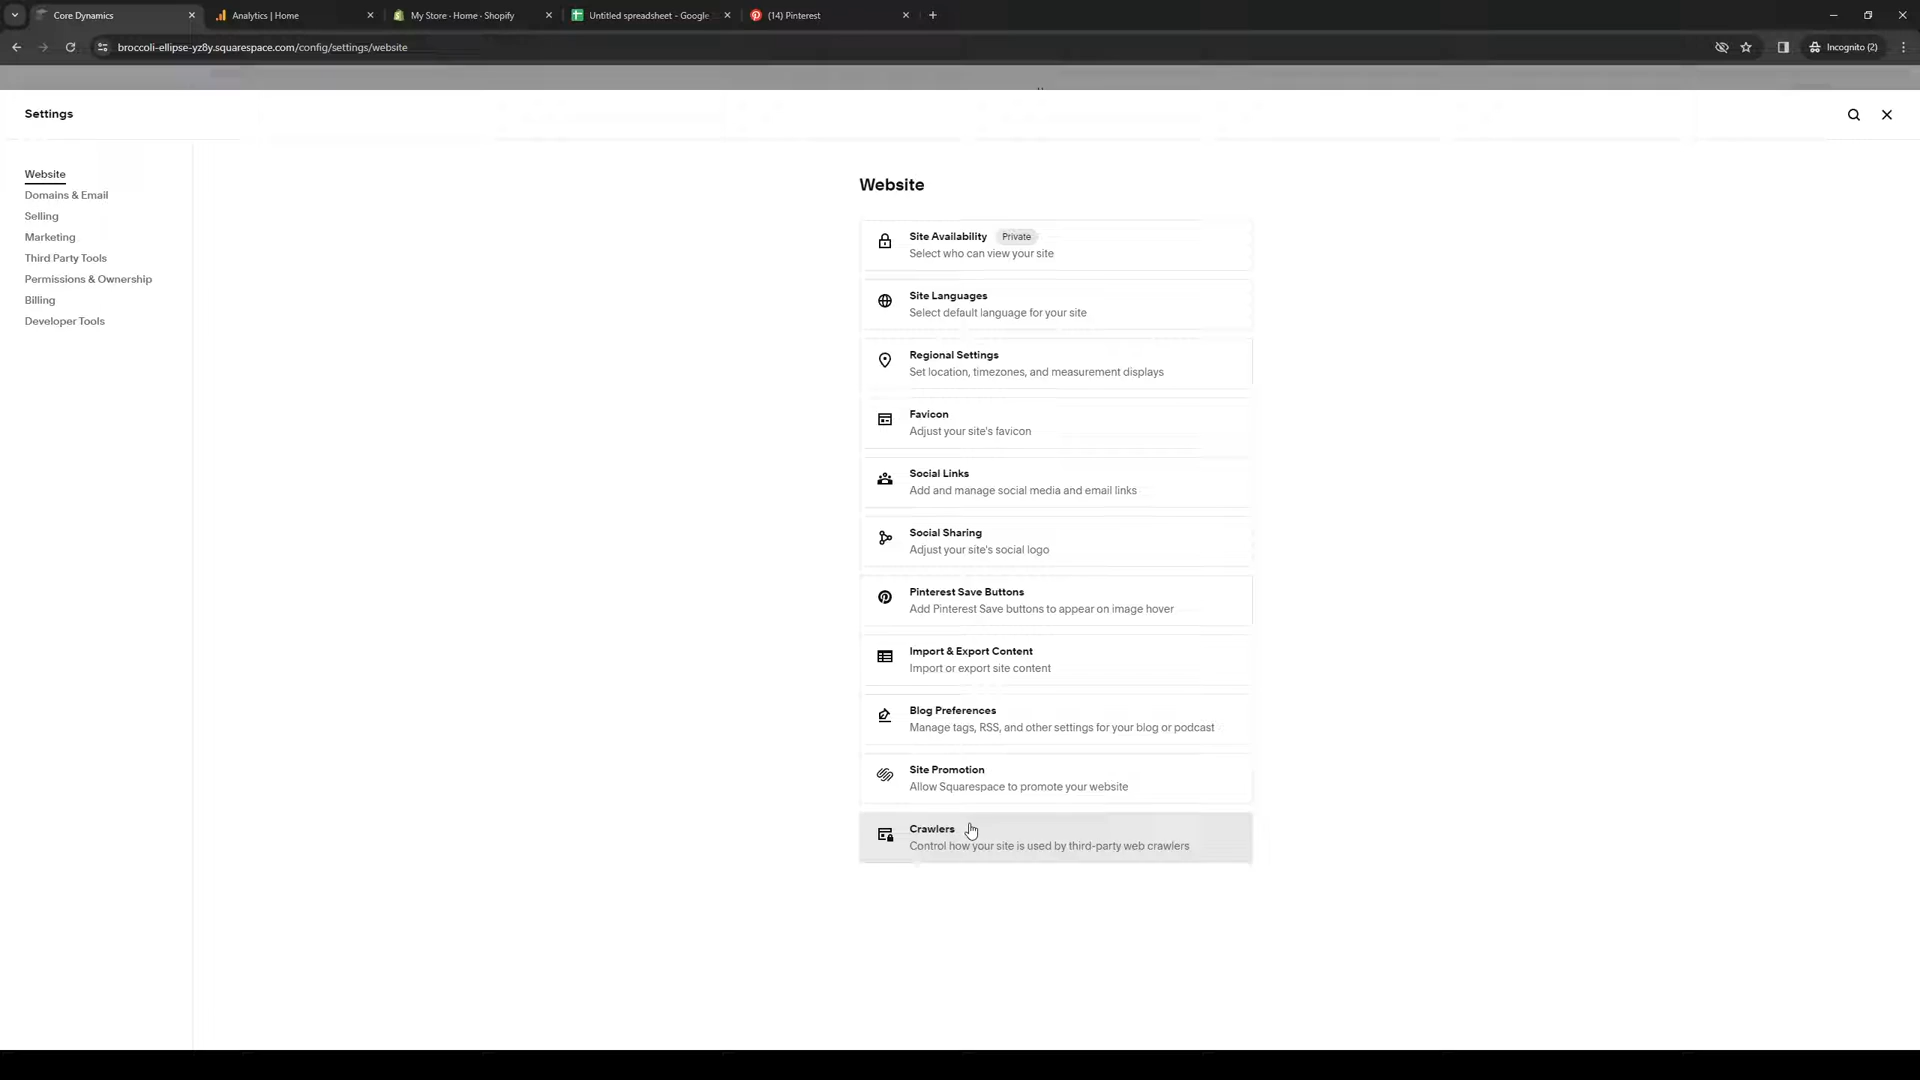 Core Dynamics
Analytics | Home
My Store · Home · Shopify
Untitled spreadsheet - Google
(14) Pinterest
broccoli-ellipse-yz8y.squarespace.com/config/settings/website
Incognito (2)
Settings
Website
Domains & Email
Selling
Marketing
Third Party Tools
Permissions & Ownership
Billing
Developer Tools
Website
Site Availability Private
Select who can view your site
Site Languages
Select default language for your site
Regional Settings
Set location, timezones, and measurement displays
Favicon
Adjust your site's favicon
Social Links
Add and manage social media and email links
Social Sharing
Adjust your site's social logo
Pinterest Save Buttons
Add Pinterest Save buttons to appear on image hover
Import & Export Content
Import or export site content
Blog Preferences
Manage tags, RSS, and other settings for your blog or podcast
Site Promotion
Allow Squarespace to promote your website
Crawlers
Control how your site is used by third-party web crawlers